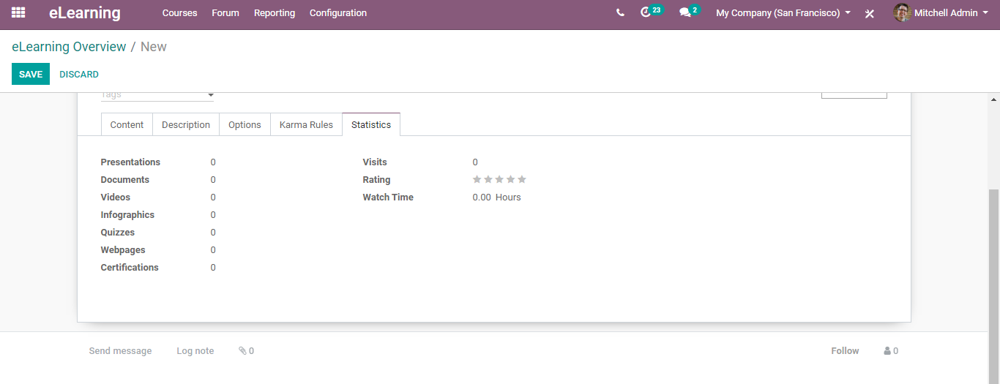 eLearning Courses Forum Reporting Configuration 23 2 My Company (San Francisco) Mitchell Admin
eLearning Overview / New
SAVE DISCARD
Tags
Content Description Options Karma Rules Statistics
Presentations 0 Visits 0
Documents 0 Rating
Videos 0 Watch Time 0.00 Hours
Infographics 0
Quizzes 0
Webpages 0
Certifications 0
Send message Log note 0 Follow 0